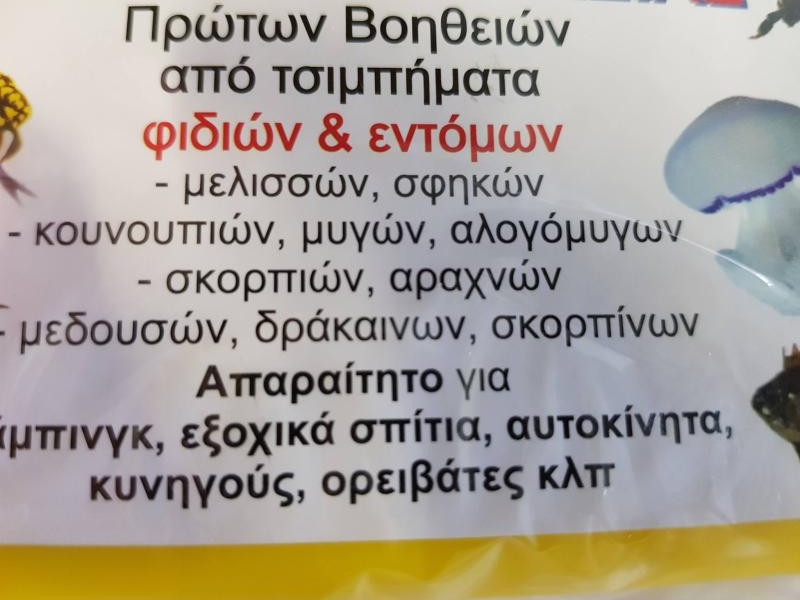 Πρώτων Βοηθειών
από τσιμπήματα
φιδιών & εντόμων
- μελισσών, σφηκών
- κουνουπιών, μυγών, αλογόμυγων
- σκορπιών, αραχνών
- μεδουσών, δράκαινων, σκορπίνων
Απαραίτητο για
άμπινγκ, εξοχικά σπίτια, αυτοκίνητα,
κυνηγούς, ορειβάτες κλπ